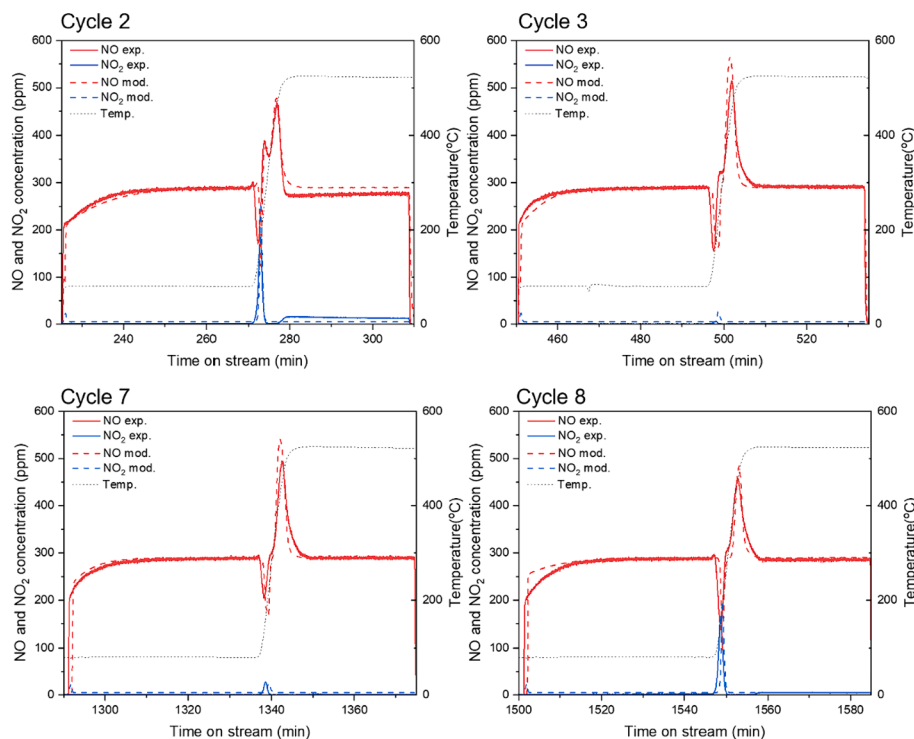 Cycle 2
600
500
400
300
200
100
0
NO and NO₂ concentration (ppm)
NO exp.
NO₂ exp.
NO mod.
NO₂ mod.
Temp.
600
400
200
0
Temperature(°C)
240
260
280
300
Time on stream (min)
Cycle 3
600
500
400
300
200
100
0
NO and NO₂ concentration (ppm)
NO exp.
NO₂ exp.
NO mod.
NO₂ mod.
Temp.
600
400
200
0
Temperature(°C)
460
480
500
520
Time on stream (min)
Cycle 7
600
500
400
300
200
100
0
NO and NO₂ concentration (ppm)
NO exp.
NO₂ exp.
NO mod.
NO₂ mod.
Temp.
600
400
200
0
Temperature(°C)
1300
1320
1340
1360
Time on stream (min)
Cycle 8
600
500
400
300
200
100
0
NO and NO₂ concentration (ppm)
NO exp.
NO₂ exp.
NO mod.
NO₂ mod.
Temp.
600
400
200
0
Temperature(°C)
1500
1520
1540
1560
1580
Time on stream (min)